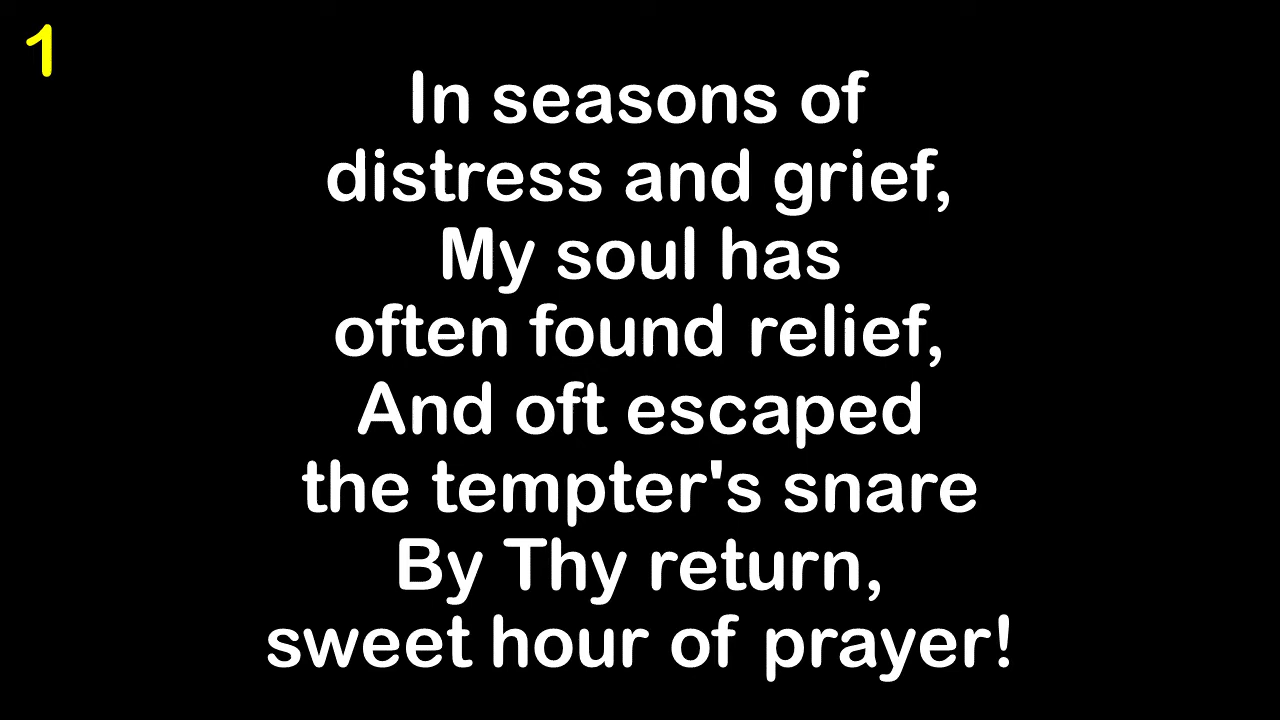 1
In seasons of
distress and grief,
My soul has
often found relief,
And oft escaped
the tempter's snare
By Thy return,
sweet hour of prayer!